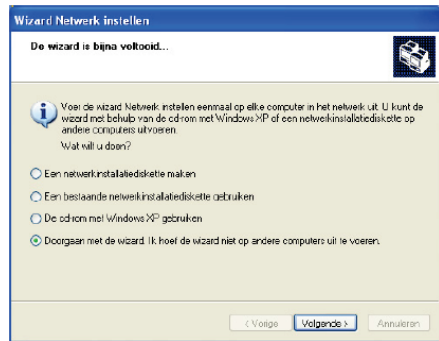 Wizard Netwerk instellen
De wizard is bijna voltooid...
Voer de wizard Netwerk instellen eenmaal op elke computer in het netwerk uit. U kunt de
wizard met behulp van de cd-rom met Windows XP of een netwerkinstallatiediskette op
andere computers uitvoeren.
Wat wilt u doen?
Een netwerkinstallatiediskette maken
Een bestaande netwerkinstallatiediskette gebruiken
De cd-rom met Windows XP gebruiken
Doorgaan met de wizard. Ik hoef de wizard niet op andere computers uit te voeren.
< Vorige
Volgende >
Annuleren